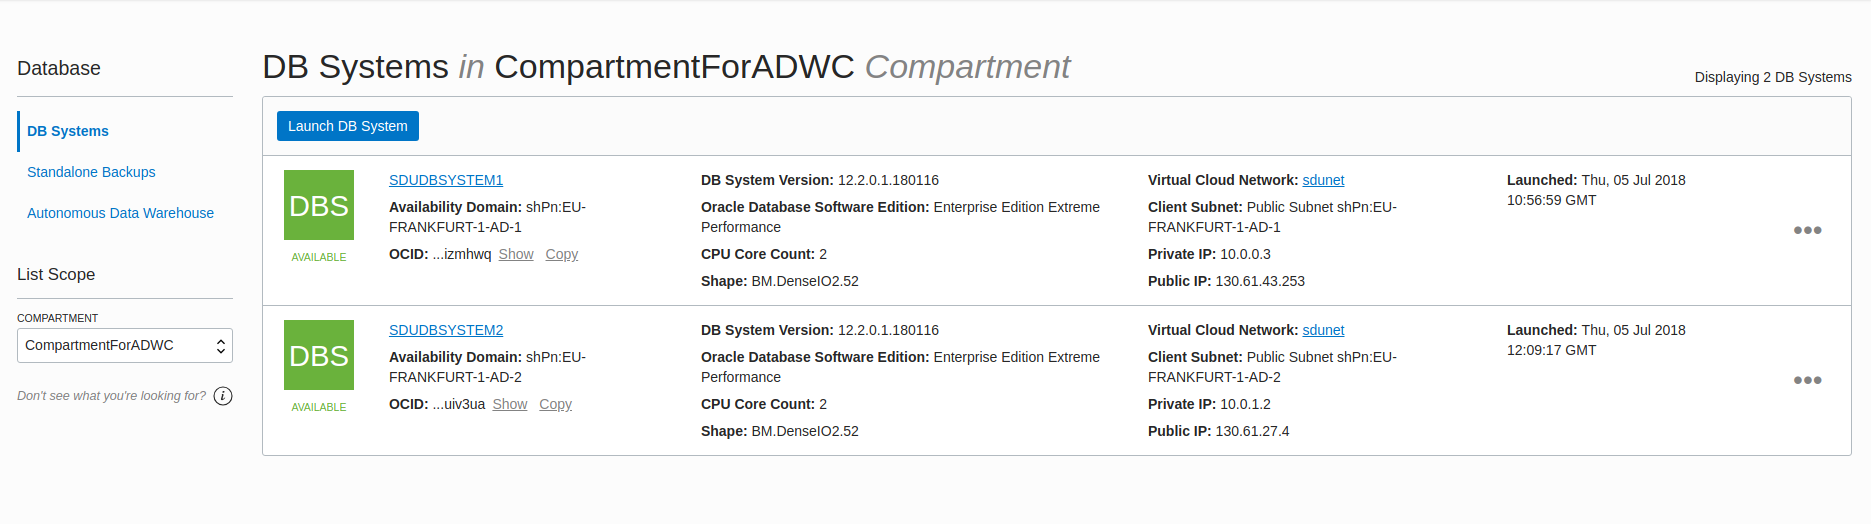 Database
DB Systems
Standalone Backups
Autonomous Data Warehouse
List Scope
COMPARTMENT
CompartmentForADWC
Don't see what you're looking for? i
DB Systems in CompartmentForADWC Compartment
Displaying 2 DB Systems
Launch DB System
DBS
AVAILABLE
SDUDBSYSTEM1
Availability Domain: shPn:EU-
FRANKFURT-1-AD-1
OCID: ...izmhwq Show Copy
DB System Version: 12.2.0.1.180116
Oracle Database Software Edition: Enterprise Edition Extreme
Performance
CPU Core Count: 2
Shape: BM.DenseIO2.52
Virtual Cloud Network: sdunet
Client Subnet: Public Subnet shPn:EU-
FRANKFURT-1-AD-1
Private IP: 10.0.0.3
Public IP: 130.61.43.253
Launched: Thu, 05 Jul 2018
10:56:59 GMT
DBS
AVAILABLE
SDUDBSYSTEM2
Availability Domain: shPn:EU-
FRANKFURT-1-AD-2
OCID: ...uiv3ua Show Copy
DB System Version: 12.2.0.1.180116
Oracle Database Software Edition: Enterprise Edition Extreme
Performance
CPU Core Count: 2
Shape: BM.DenseIO2.52
Virtual Cloud Network: sdunet
Client Subnet: Public Subnet shPn:EU-
FRANKFURT-1-AD-2
Private IP: 10.0.1.2
Public IP: 130.61.27.4
Launched: Thu, 05 Jul 2018
12:09:17 GMT